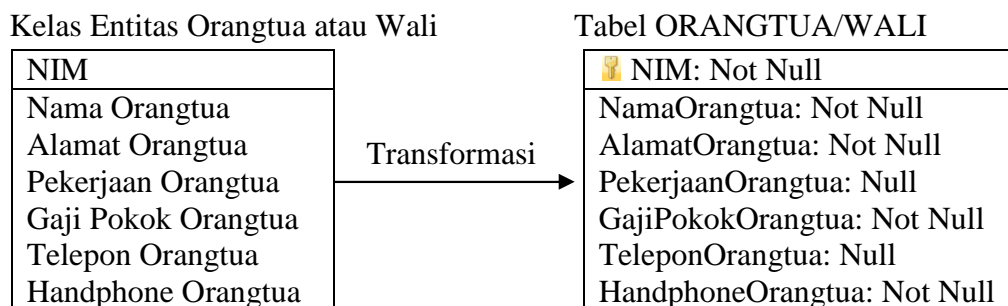 Kelas Entitas Orangtua atau Wali
Tabel ORANGTUA/WALI
NIM
Nama Orangtua
Alamat Orangtua
Pekerjaan Orangtua
Gaji Pokok Orangtua
Telepon Orangtua
Handphone Orangtua
Transformasi
NIM: Not Null
NamaOrangtua: Not Null
AlamatOrangtua: Not Null
PekerjaanOrangtua: Null
GajiPokokOrangtua: Not Null
TeleponOrangtua: Null
HandphoneOrangtua: Not Null